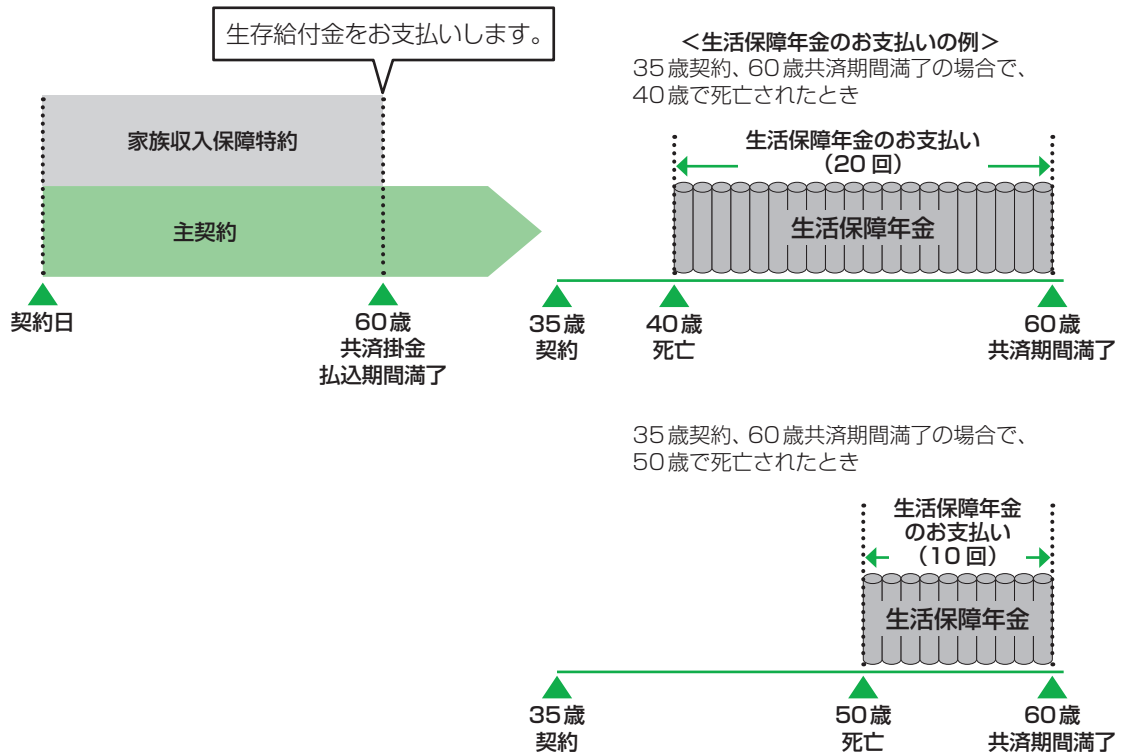 生存給付金をお支払いします。
家族収入保障特約
主契約
契約日
60歳
共済掛金
払込期間満了
＜生活保障年金のお支払いの例＞
35歳契約、60歳共済期間満了の場合で、
40歳で死亡されたとき
生活保障年金のお支払い
（20回）
生活保障年金
35歳
契約
40歳
死亡
60歳
共済期間満了
35歳契約、60歳共済期間満了の場合で、
50歳で死亡されたとき
生活保障年金
のお支払い
（10回）
生活保障年金
35歳
契約
50歳
死亡
60歳
共済期間満了